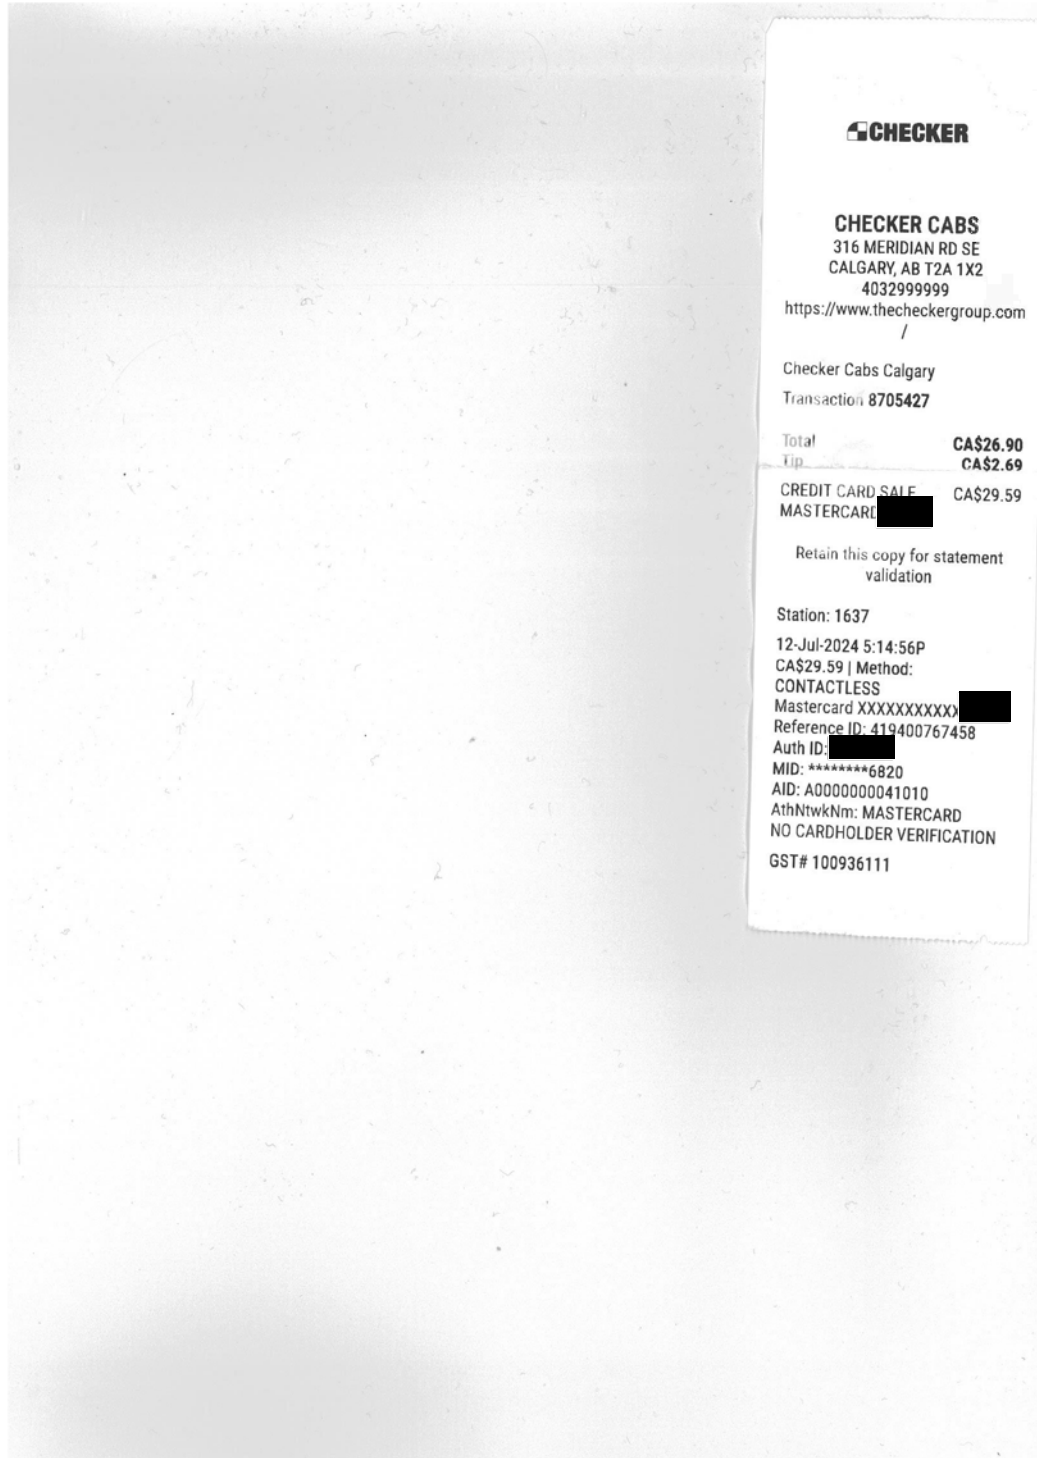 CHECKER
CHECKER CABS
316 MERIDIAN RD SE
CALGARY, AB T2A 1X2
4032999999
https://www.thecheckergroup.com
/
Checker Cabs Calgary
Transaction 8705427
Total CA$26.90
Tip CA$2.69
CREDIT CARD SALE CA$29.59
MASTERCARD
Retain this copy for statement
validation
Station: 1637
12-Jul-2024 5:14:56P
CA$29.59 | Method:
CONTACTLESS
Mastercard XXXXXXXXXXXX
Reference ID: 419400767458
Auth ID:
MID: ********6820
AID: A0000000041010
AthNtwkNm: MASTERCARD
NO CARDHOLDER VERIFICATION
GST# 100936111